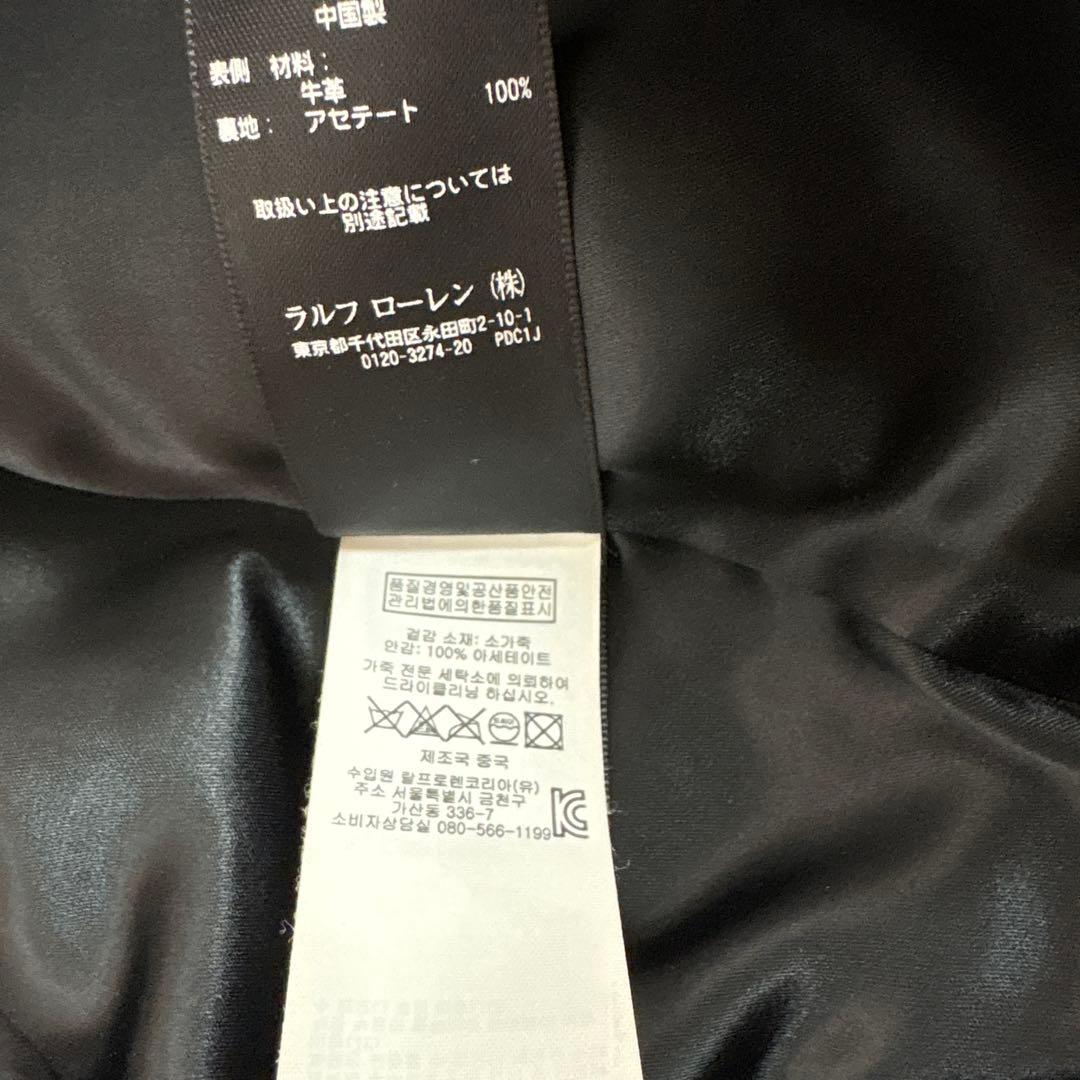 中国製
表側 材料:
牛革
裏地: アセテート 100%
取扱い上の注意については
別途記載
ラルフ ローレン (株)
東京都千代田区永田町2-10-1
0120-3274-20 PDC1J
품질경영및공산품안전
관리법에의한품질표시
겉감 소재: 소가죽
안감: 100% 아세테이트
가죽 전문 세탁소에 의뢰하여
드라이클리닝 하십시오.
제조국 중국
수입원 랄프로렌코리아(유)
주소 서울특별시 금천구
가산동 336-7
소비자상담실 080-566-1199